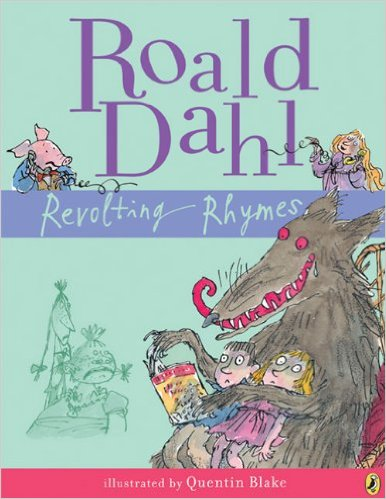 Roald
Dahl
Revolting Rhymes
illustrated by Quentin Blake